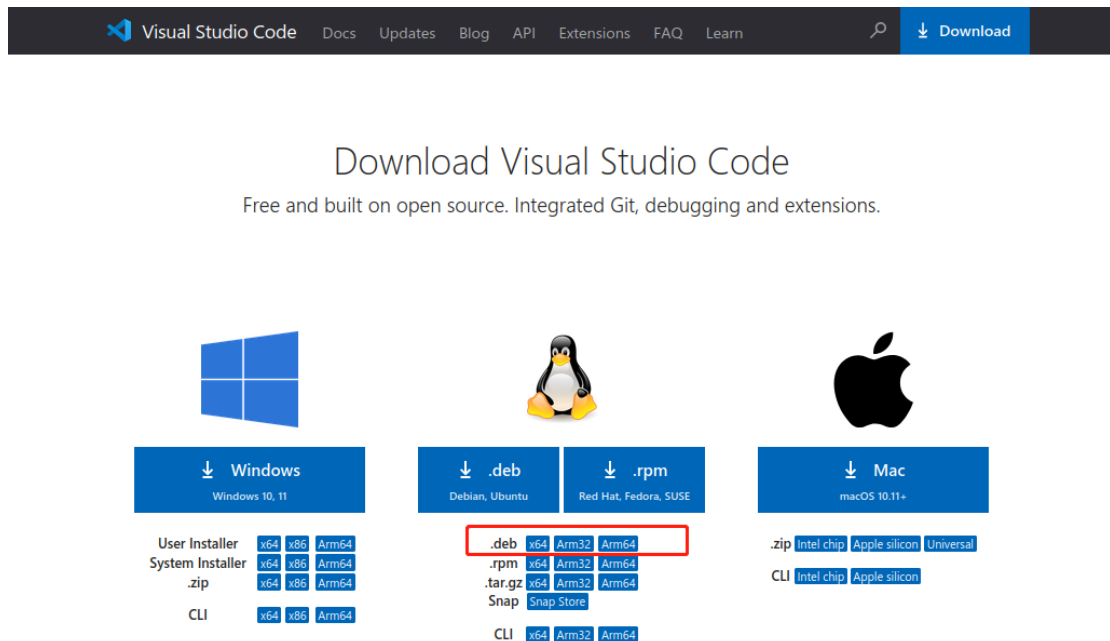 Visual Studio Code Docs Updates Blog API Extensions FAQ Learn Download
Download Visual Studio Code
Free and built on open source. Integrated Git, debugging and extensions.
Windows
Windows 10, 11
User Installer x64 x86 Arm64
System Installer x64 x86 Arm64
.zip x64 x86 Arm64
CLI x64 x86 Arm64
.deb
Debian, Ubuntu
.rpm
Red Hat, Fedora, SUSE
.deb x64 Arm32 Arm64
.rpm x64 Arm32 Arm64
.tar.gz x64 Arm32 Arm64
Snap Snap Store
CLI x64 Arm32 Arm64
Mac
macOS 10.11+
.zip Intel chip Apple silicon Universal
CLI Intel chip Apple silicon